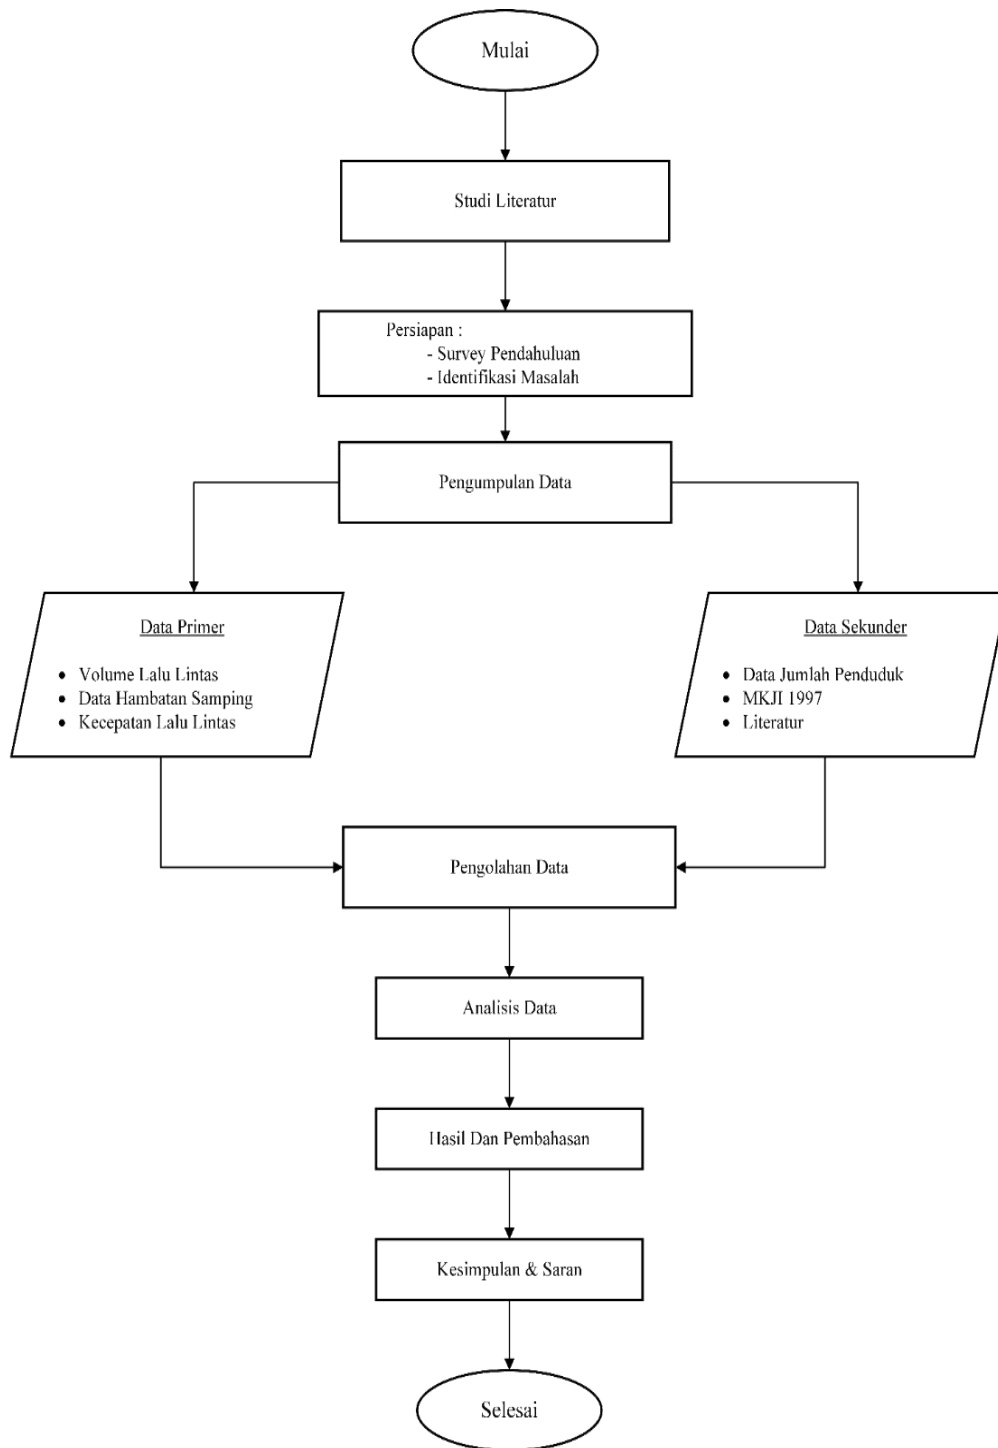 Mulai
Studi Literatur
Persiapan :
- Survey Pendahuluan
- Identifikasi Masalah
Pengumpulan Data
Data Primer
• Volume Lalu Lintas
• Data Hambatan Samping
• Kecepatan Lalu Lintas
Data Sekunder
• Data Jumlah Penduduk
• MKJI 1997
• Literatur
Pengolahan Data
Analisis Data
Hasil Dan Pembahasan
Kesimpulan & Saran
Selesai